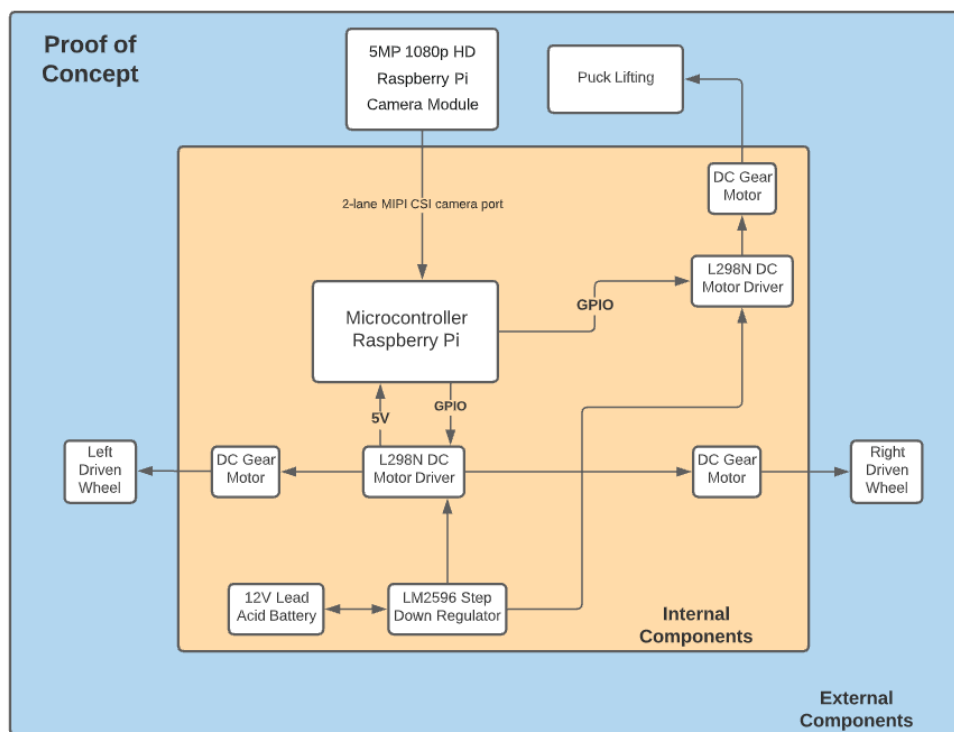 Proof of
Concept
5MP 1080p HD
Raspberry Pi
Camera Module
Puck Lifting
DC Gear
Motor
2-lane MIPI CSI camera port
L298N DC
Motor Driver
GPIO
Microcontroller
Raspberry Pi
5V
GPIO
Left
Driven
Wheel
DC Gear
Motor
L298N DC
Motor Driver
DC Gear
Motor
Right
Driven
Wheel
12V Lead
Acid Battery
LM2596 Step
Down Regulator
Internal
Components
External
Components